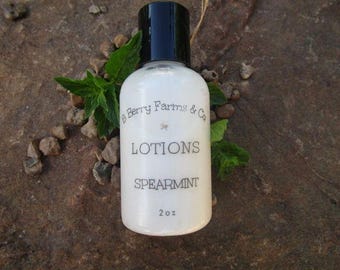 B Berry Farms & Co
LOTIONS
SPEARMINT
2 oz